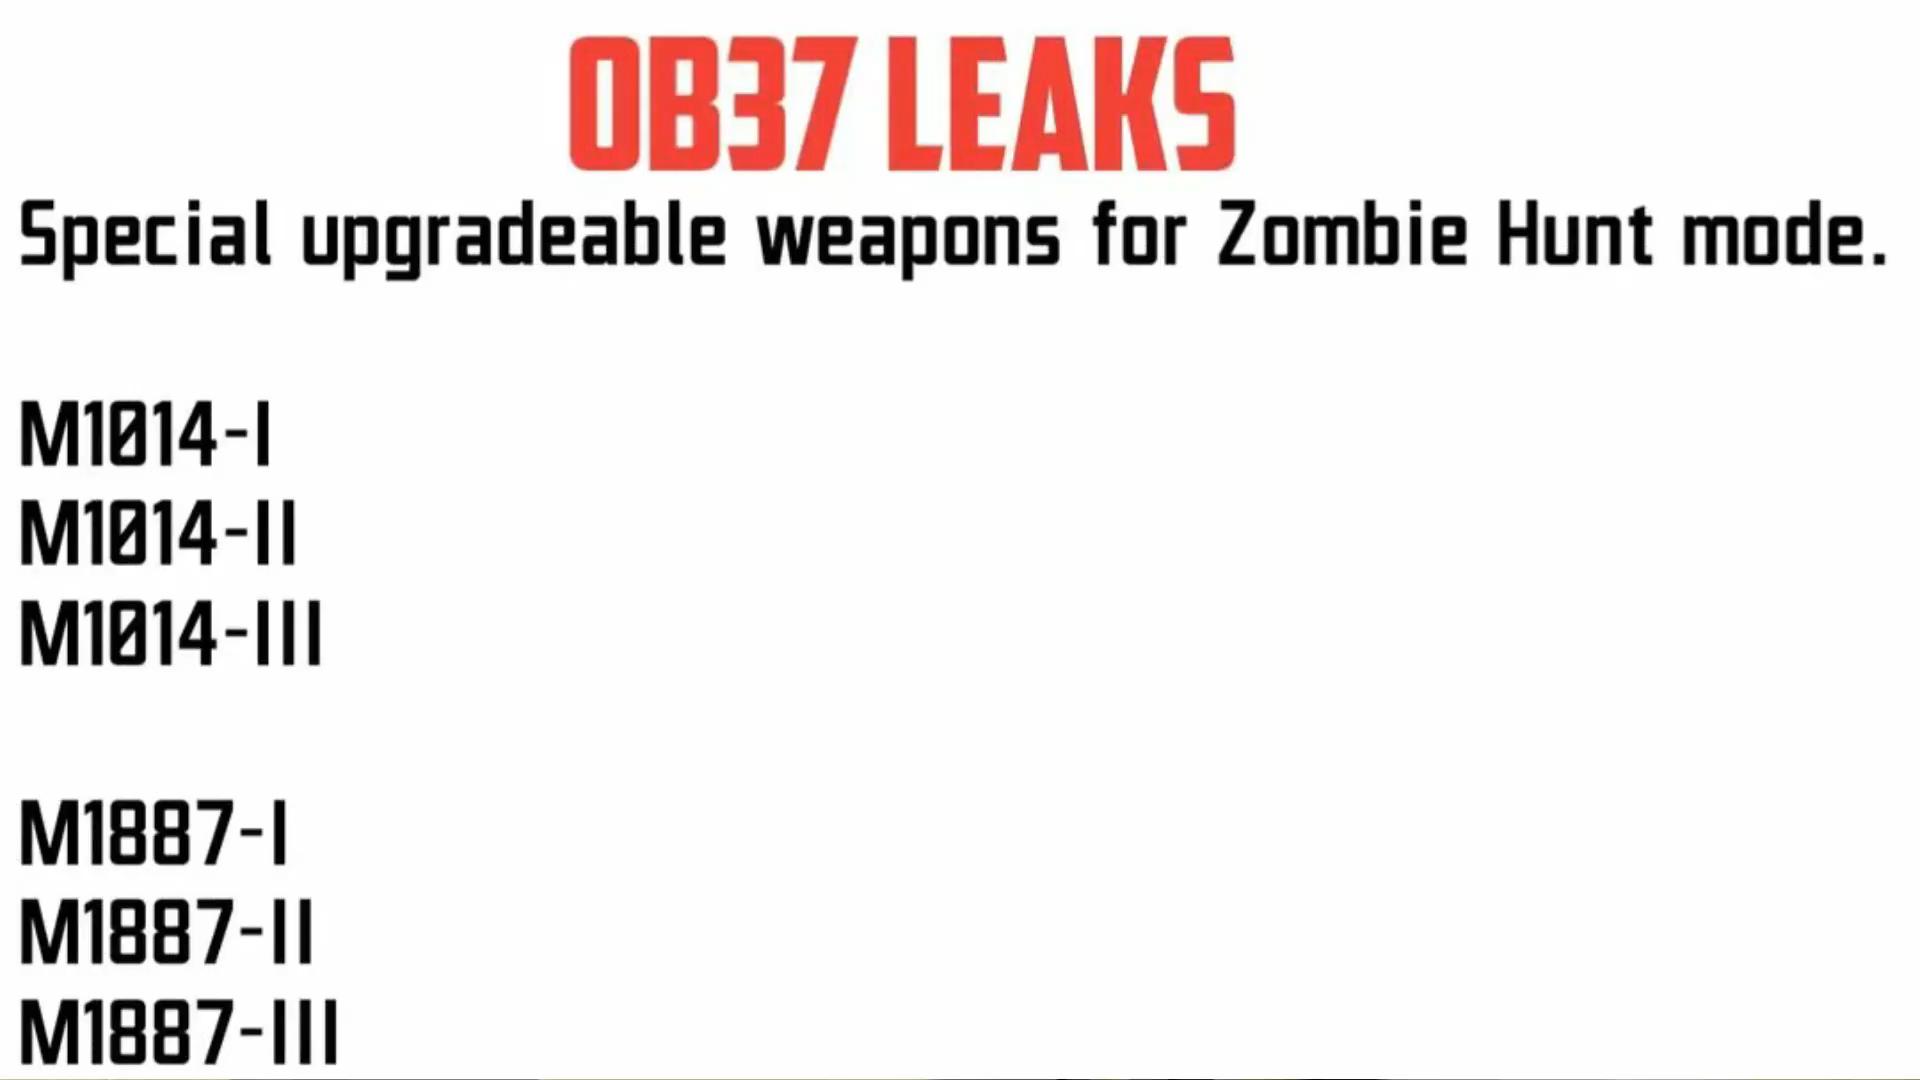 OB37 LEAKS
Special upgradeable weapons for Zombie Hunt mode.
M1014-I
M1014-II
M1014-III
M1887-I
M1887-II
M1887-III